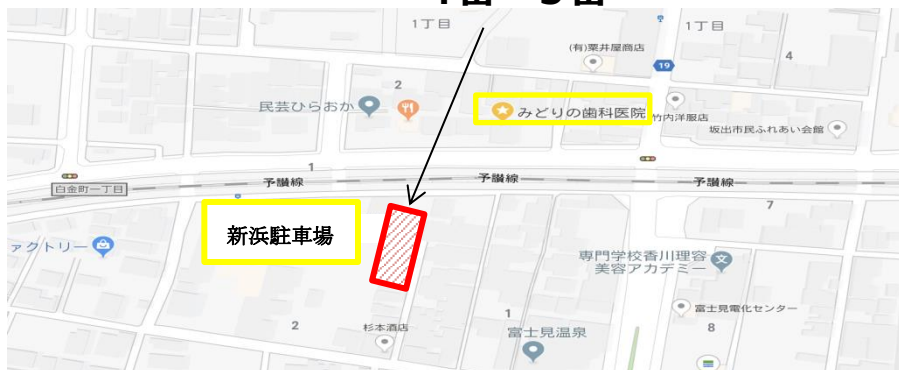 1丁目
1丁目
(有)栗井屋商店
19
4
2
民芸ひらおか
みどりの歯科医院
竹内洋服店
坂出市民ふれあい会館
1
白金町一丁目
予讃線
予讃線
予讃線
7
新浜駐車場
ァクトリー
専門学校香川理容
美容アカデミー
富士見電化センター
2
杉本酒店
1
富士見温泉
8